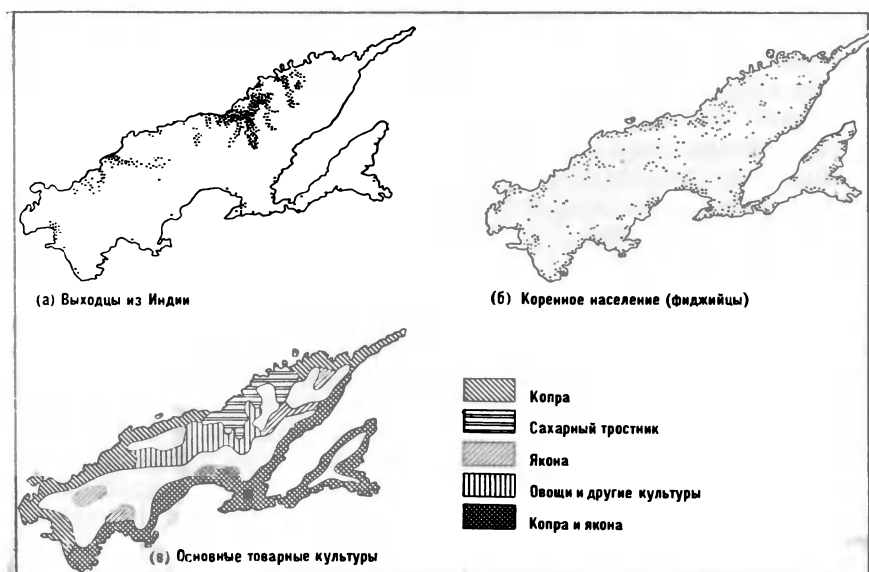 (а) Выходцы из Индии
(б) Коренное население (фиджийцы)
Копра
Сахарный тростник
Якона
Овощи и другие культуры
Копра и якона
(в) Основные товарные культуры